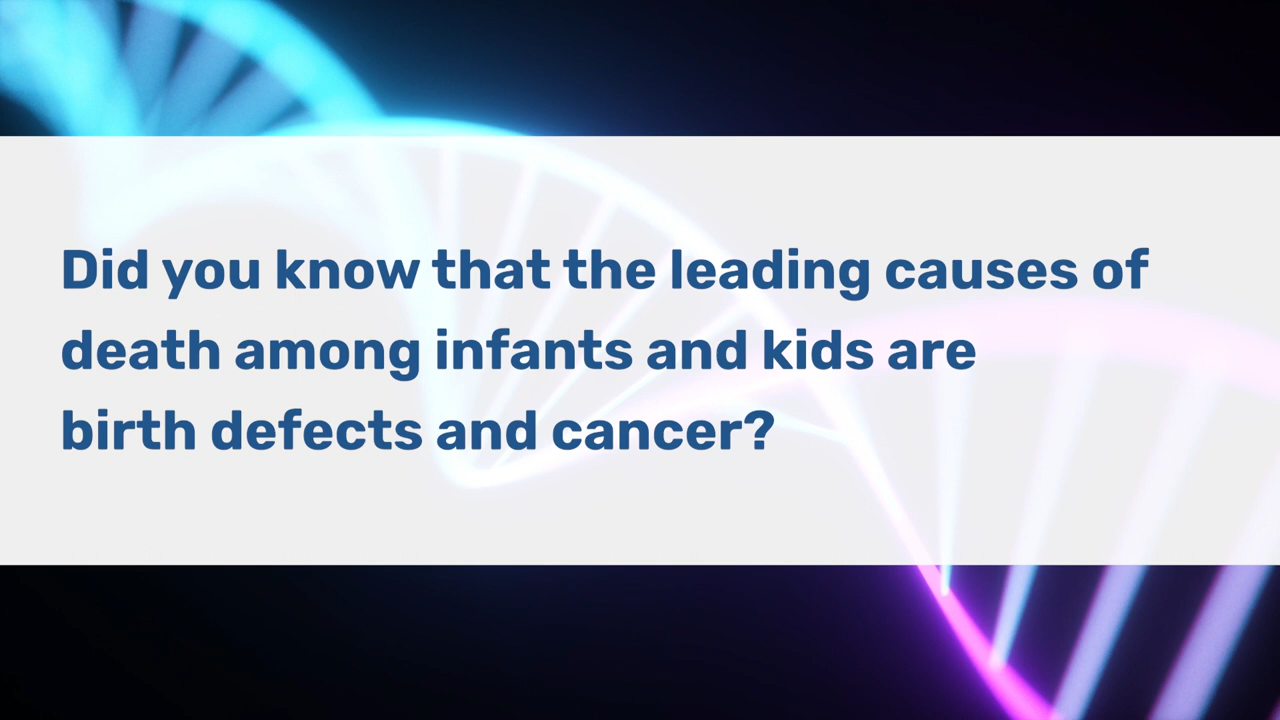 Did you know that the leading causes of
death among infants and kids are
birth defects and cancer?